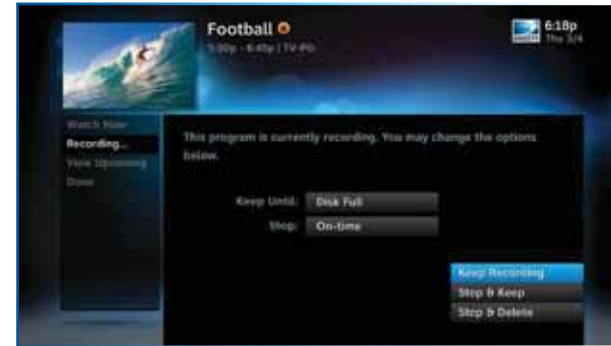 Football
6:18p
5:00p - 6:45p | TV-PG
Thu 3/4
Watch Now
Recording...
View Upcoming
Done
This program is currently recording. You may change the options
below.
Keep Until: Disk Full
Stop: On-time
Keep Recording
Stop & Keep
Stop & Delete